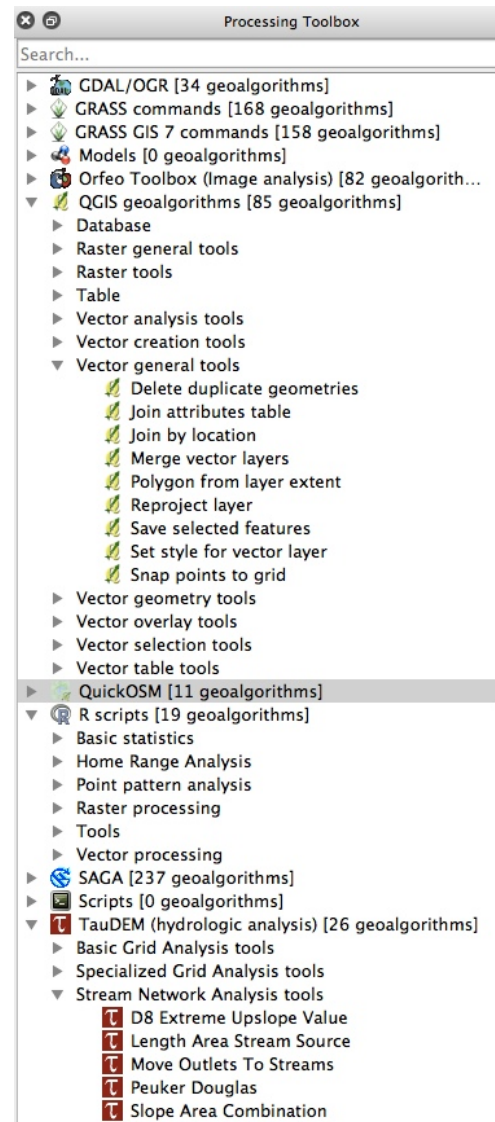 Processing Toolbox
Search...
GDAL/OGR [34 geoalgorithms]
GRASS commands [168 geoalgorithms]
GRASS GIS 7 commands [158 geoalgorithms]
Models [0 geoalgorithms]
Orfeo Toolbox (Image analysis) [82 geoalgorith...
QGIS geoalgorithms [85 geoalgorithms]
Database
Raster general tools
Raster tools
Table
Vector analysis tools
Vector creation tools
Vector general tools
Delete duplicate geometries
Join attributes table
Join by location
Merge vector layers
Polygon from layer extent
Reproject layer
Save selected features
Set style for vector layer
Snap points to grid
Vector geometry tools
Vector overlay tools
Vector selection tools
Vector table tools
QuickOSM [11 geoalgorithms]
R scripts [19 geoalgorithms]
Basic statistics
Home Range Analysis
Point pattern analysis
Raster processing
Tools
Vector processing
SAGA [237 geoalgorithms]
Scripts [0 geoalgorithms]
TauDEM (hydrologic analysis) [26 geoalgorithms]
Basic Grid Analysis tools
Specialized Grid Analysis tools
Stream Network Analysis tools
D8 Extreme Upslope Value
Length Area Stream Source
Move Outlets To Streams
Peuker Douglas
Slope Area Combination